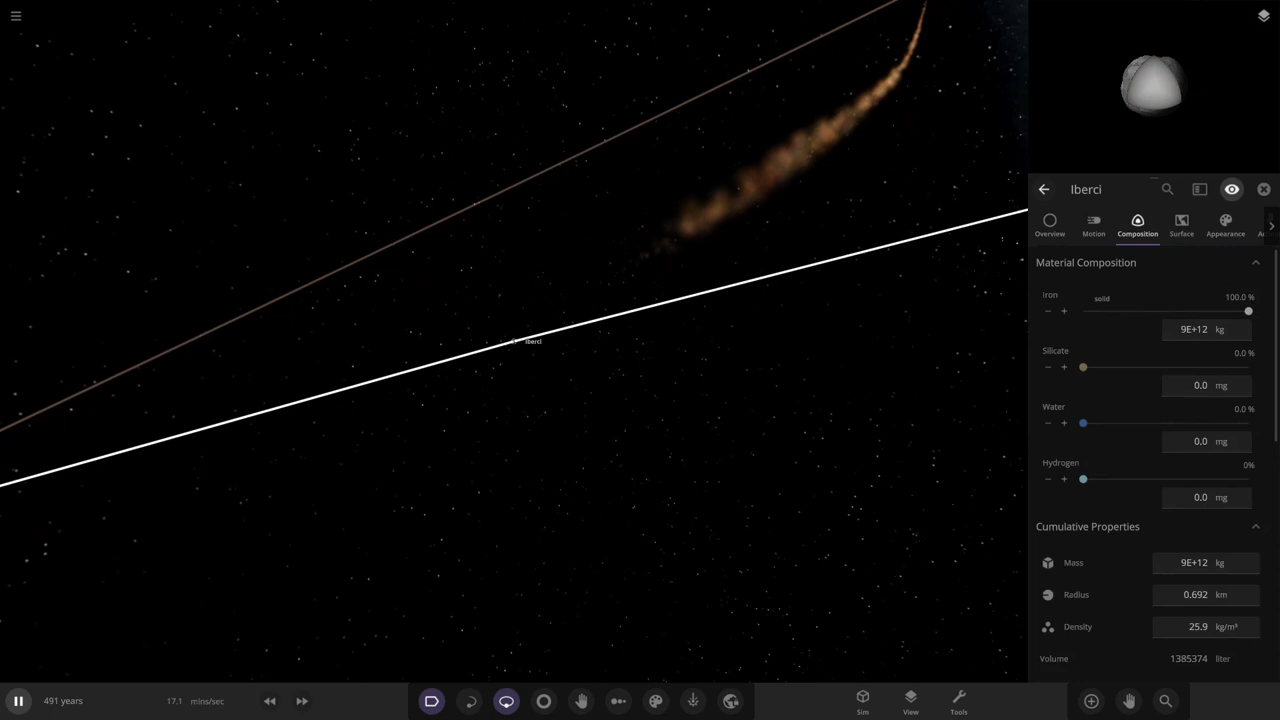 Iberci
Overview
Motion
Composition
Surface
Appearance
Material Composition
Iron
solid
100.0 %
9E+12 kg
Silicate
0.0 %
0.0 mg
Water
0.0 %
0.0 mg
Hydrogen
0%
0.0 mg
Cumulative Properties
Mass 9E+12 kg
Radius 0.692 km
Density 25.9 kg/m³
Volume 1385374 liter
Iberci
491 years
17.1 mins/sec
Sim
View
Tools